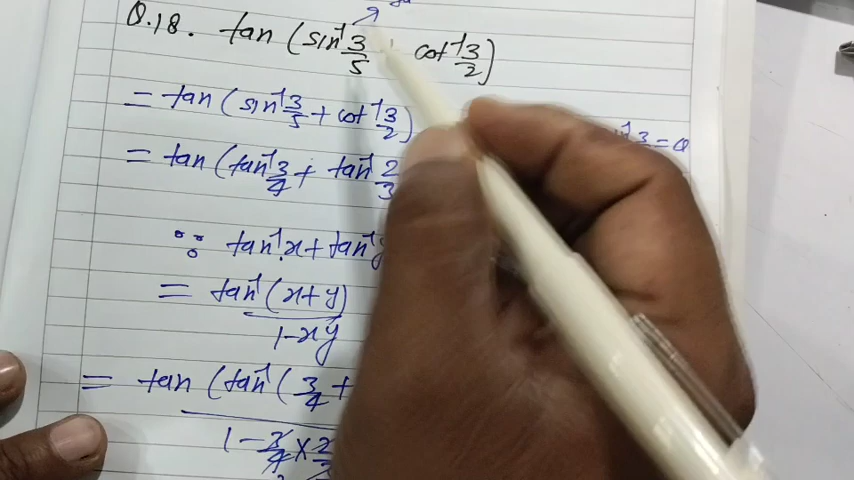 Q.18. tan (sin⁻¹ 3/5 + cot⁻¹ 3/2)
= tan (sin⁻¹ 3/5 + cot⁻¹ 3/2)
= tan (tan⁻¹ 3/4 + tan⁻¹ 2/3
∵ tan⁻¹x + tan⁻¹y
= tan⁻¹ (x+y)
1-xy
= tan (tan⁻¹ (3/4 +
1 - 3/4 × 2/3